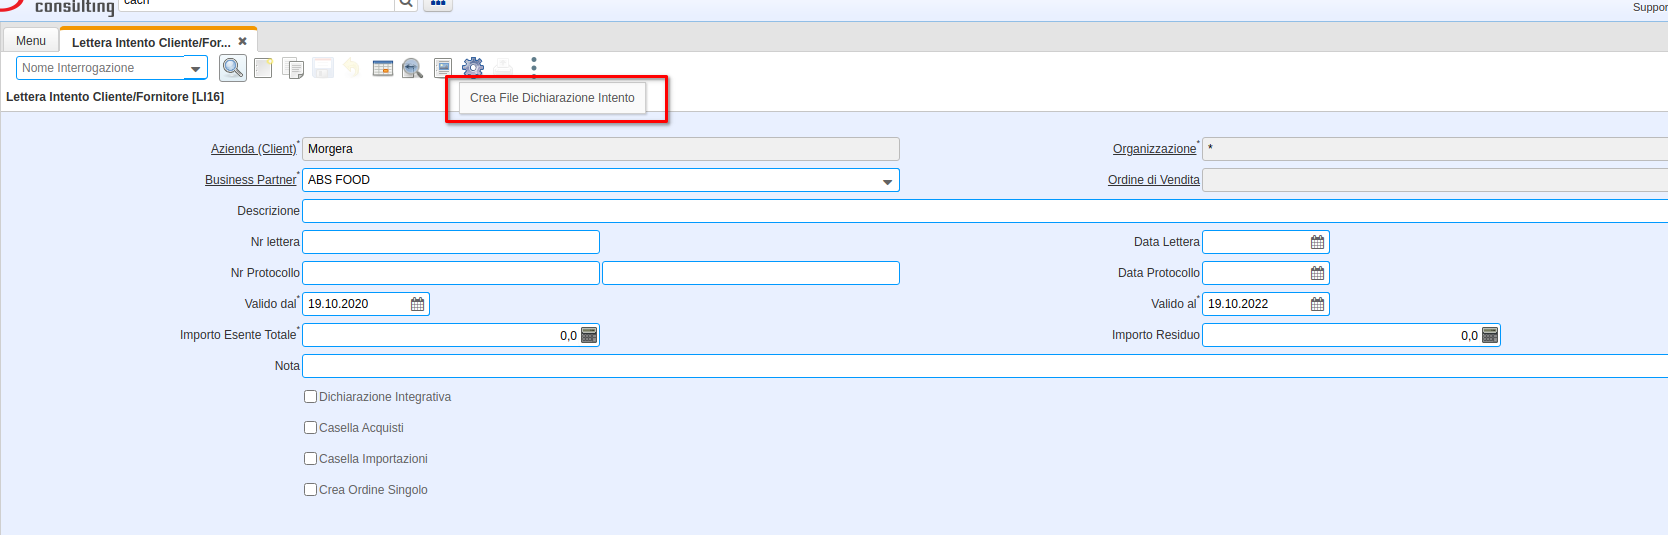 consulting
Suppor
Menu
Lettera Intento Cliente/For...
Nome Interrogazione
Crea File Dichiarazione Intento
Lettera Intento Cliente/Fornitore [LI16]
Azienda (Client)* Morgera Organizzazione* *
Business Partner* ABS FOOD Ordine di Vendita
Descrizione
Nr lettera Data Lettera
Nr Protocollo Data Protocollo
Valido dal* 19.10.2020 Valido al* 19.10.2022
Importo Esente Totale* 0,0 Importo Residuo 0,0
Nota
Dichiarazione Integrativa
Casella Acquisti
Casella Importazioni
Crea Ordine Singolo